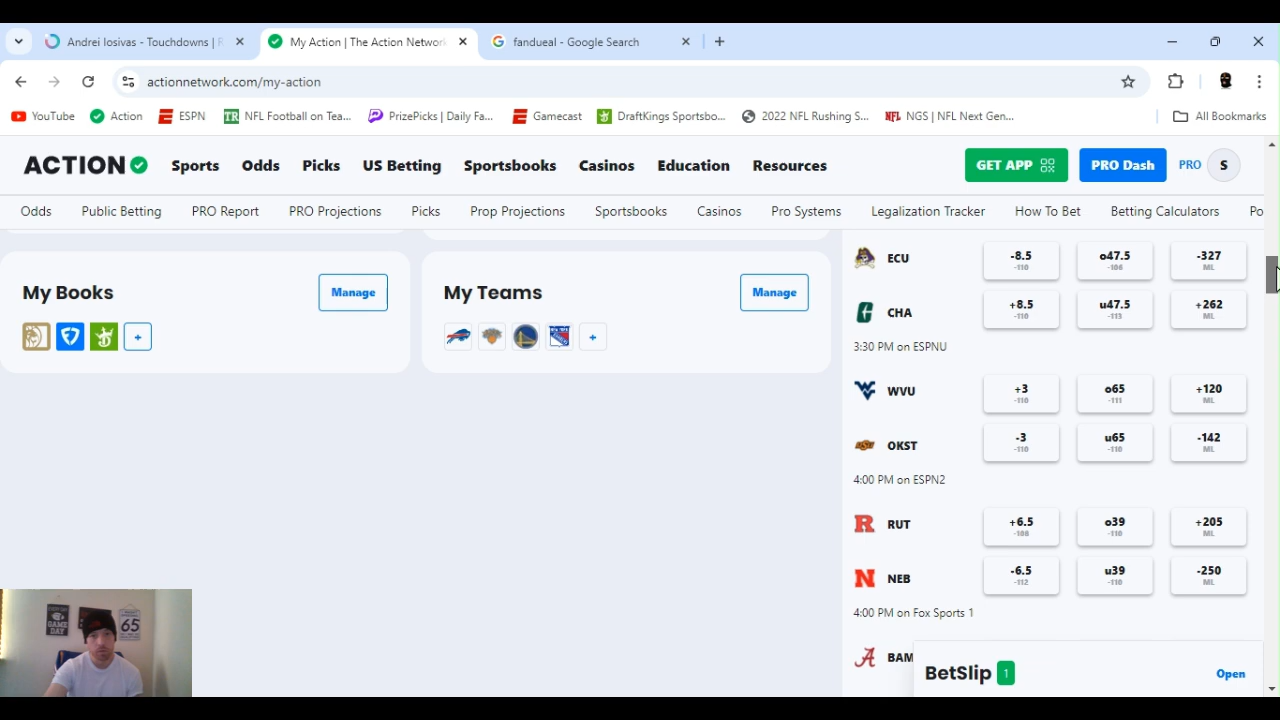 Andrei Iosivas - Touchdowns | R
My Action | The Action Network
fandueal - Google Search
actionnetwork.com/my-action
YouTube Action ESPN NFL Football on Tea... PrizePicks | Daily Fa... Gamecast DraftKings Sportsbo... 2022 NFL Rushing S... NFL NGS | NFL Next Gen... All Bookmarks
ACTION Sports Odds Picks US Betting Sportsbooks Casinos Education Resources GET APP PRO Dash PRO S
Odds Public Betting PRO Report PRO Projections Picks Prop Projections Sportsbooks Casinos Pro Systems Legalization Tracker How To Bet Betting Calculators Po
My Books Manage
My Teams Manage
ECU -8.5 o47.5 -327
-110 -106 ML
CHA +8.5 u47.5 +262
-110 -113 ML
3:30 PM on ESPNU
WVU +3 o65 +120
-110 -111 ML
OKST -3 u65 -142
-110 -110 ML
4:00 PM on ESPN2
RUT +6.5 o39 +205
-108 -110 ML
NEB -6.5 u39 -250
-112 -110 ML
4:00 PM on Fox Sports 1
BAM
BetSlip 1 Open
GAME DAY
65